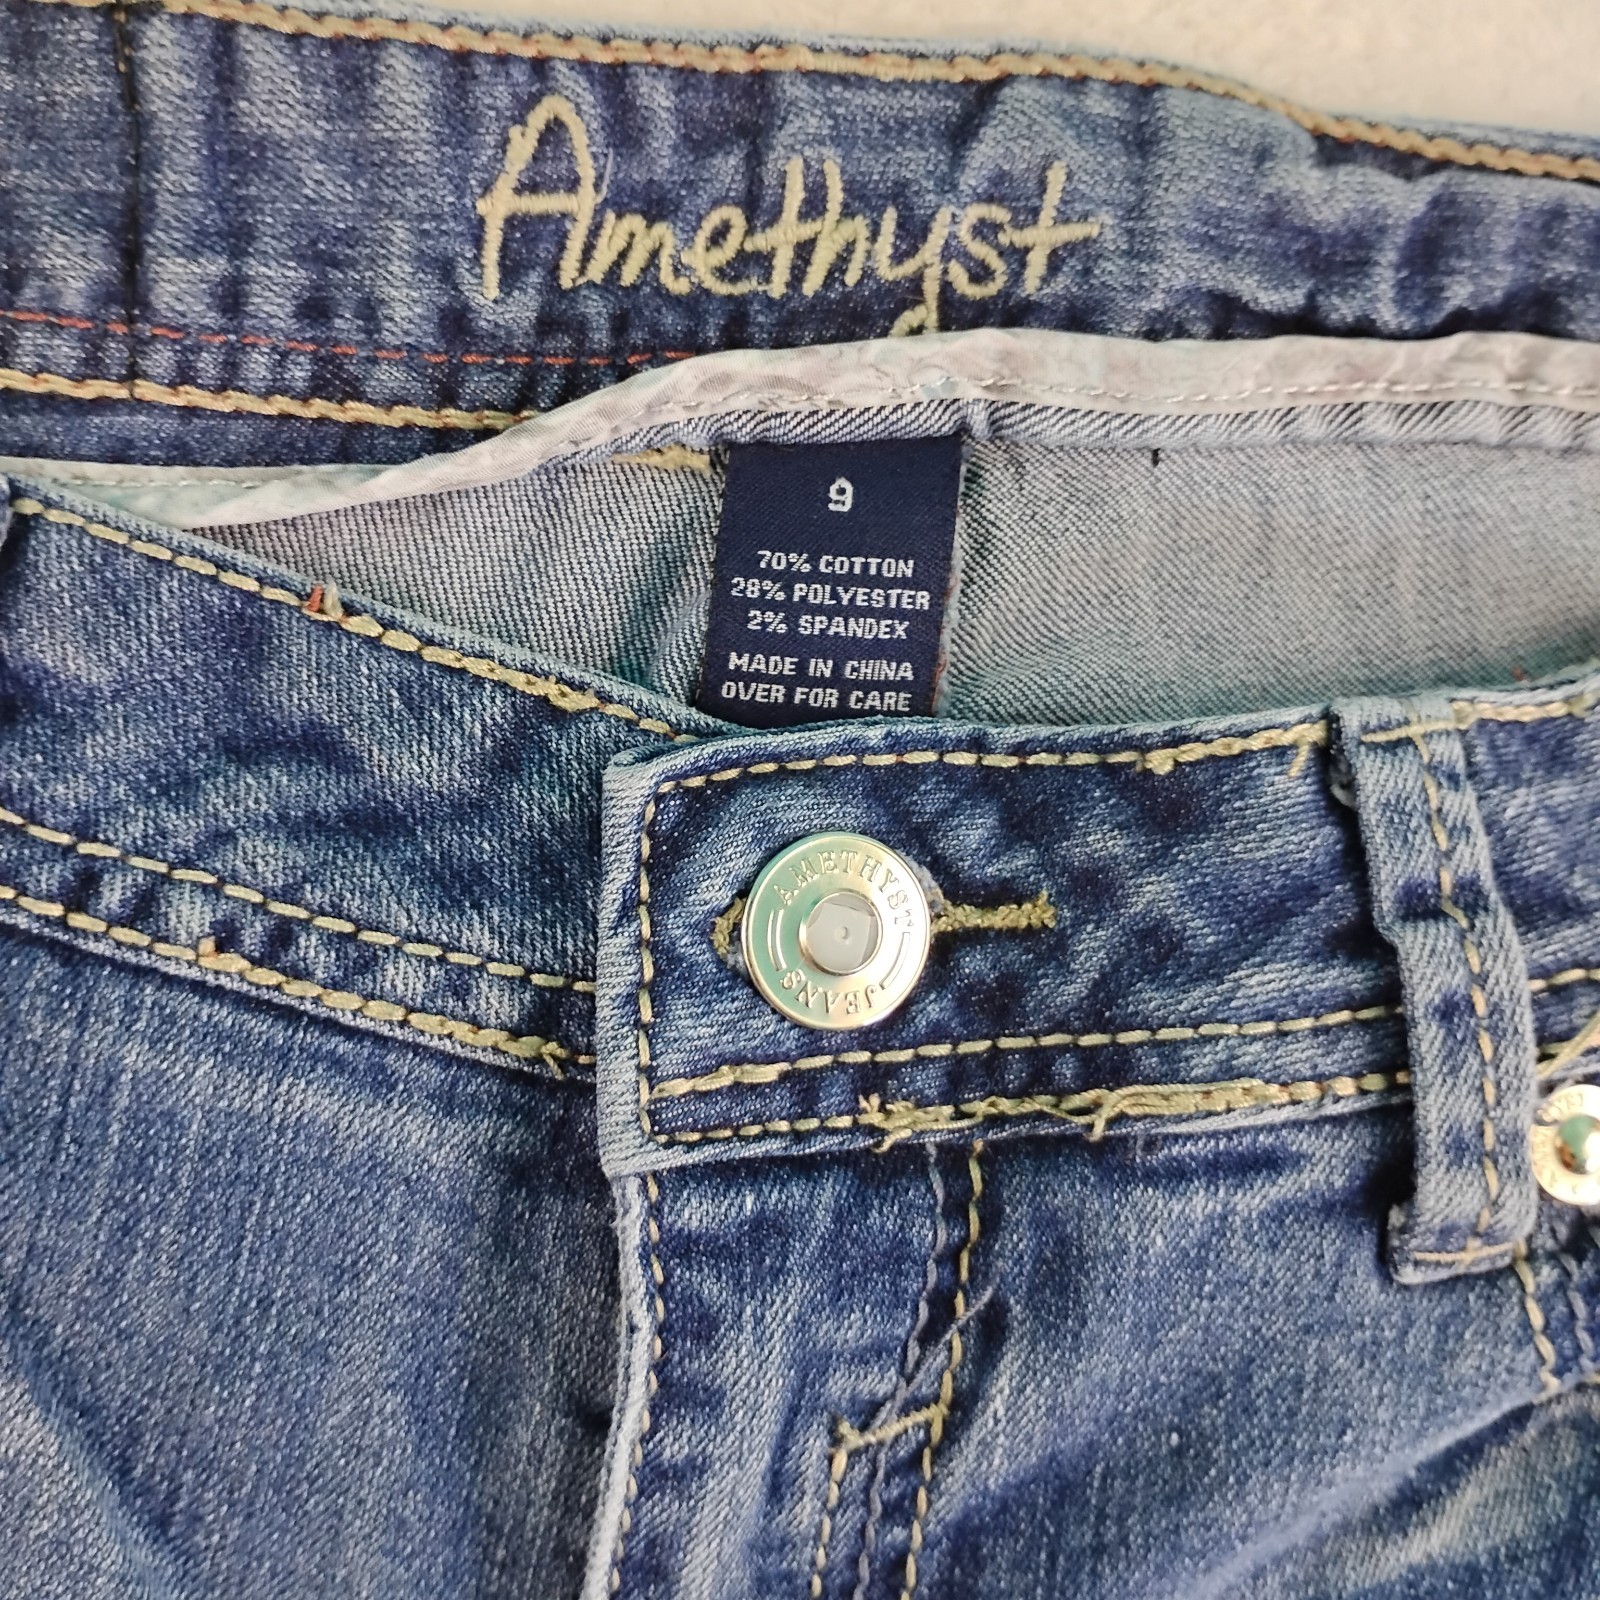 Amethyst
9
70% COTTON
28% POLYESTER
2% SPANDEX
MADE IN CHINA
OVER FOR CARE
AMETHYST
JEANS